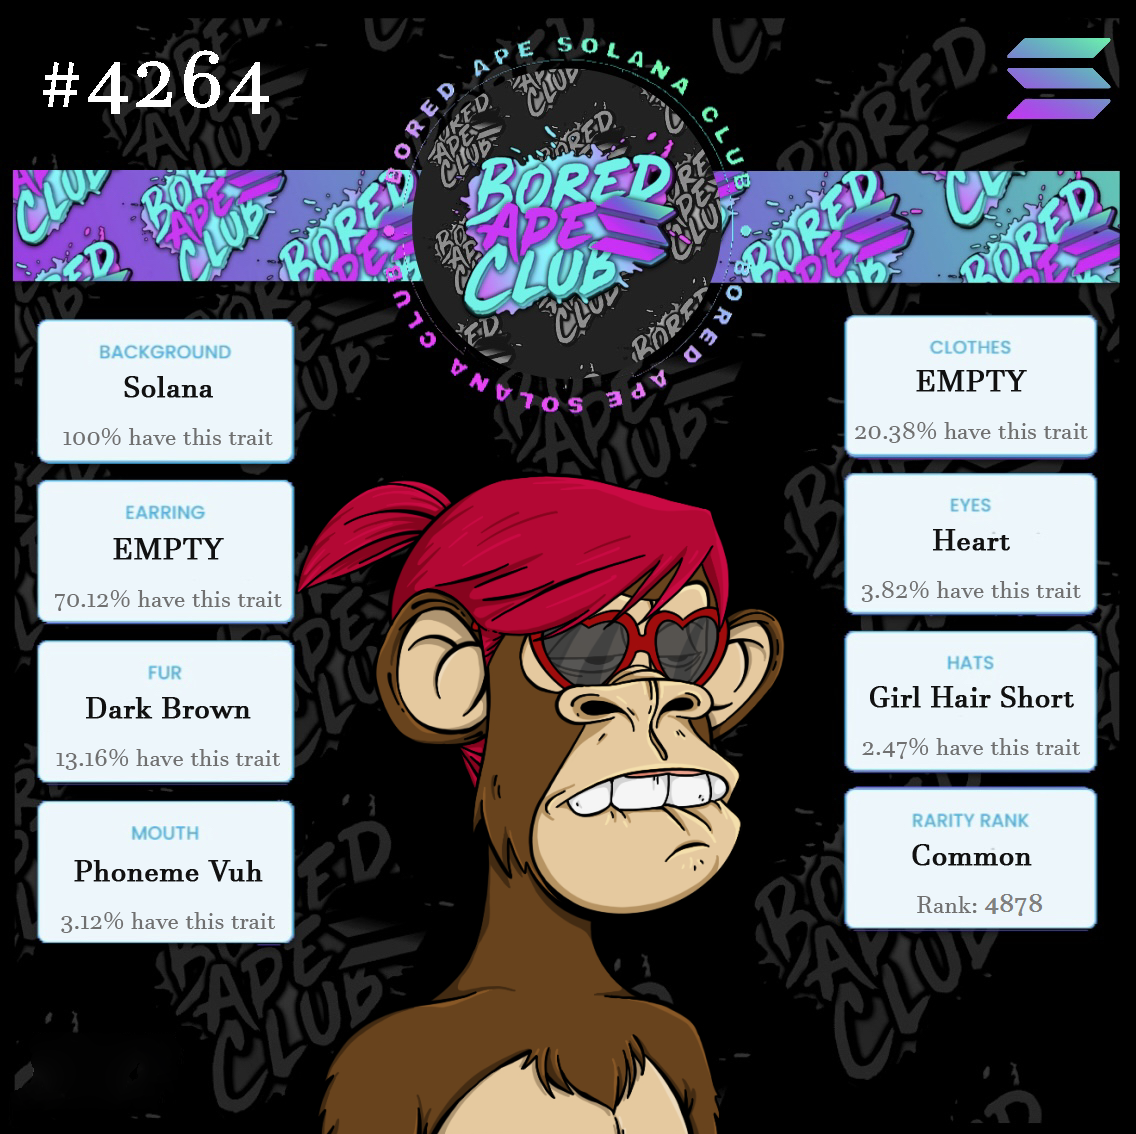 #4264
BORED APE SOLANA CLUB
BORED APE SOLANA CLUB
BORED
APE
CLUB
BACKGROUND
Solana
100% have this trait
EARRING
EMPTY
70.12% have this trait
FUR
Dark Brown
13.16% have this trait
MOUTH
Phoneme Vuh
3.12% have this trait
CLOTHES
EMPTY
20.38% have this trait
EYES
Heart
3.82% have this trait
HATS
Girl Hair Short
2.47% have this trait
RARITY RANK
Common
Rank: 4878